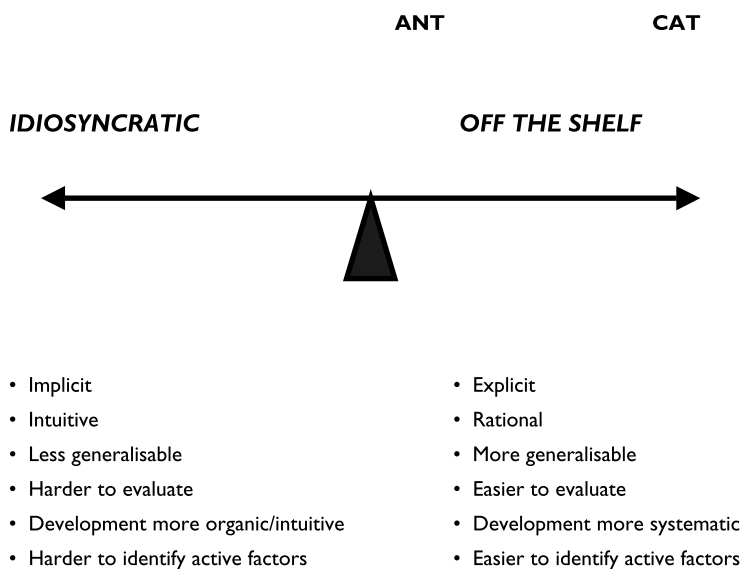 ANT CAT
IDIOSYNCRATIC OFF THE SHELF
• Implicit
• Intuitive
• Less generalisable
• Harder to evaluate
• Development more organic/intuitive
• Harder to identify active factors
• Explicit
• Rational
• More generalisable
• Easier to evaluate
• Development more systematic
• Easier to identify active factors